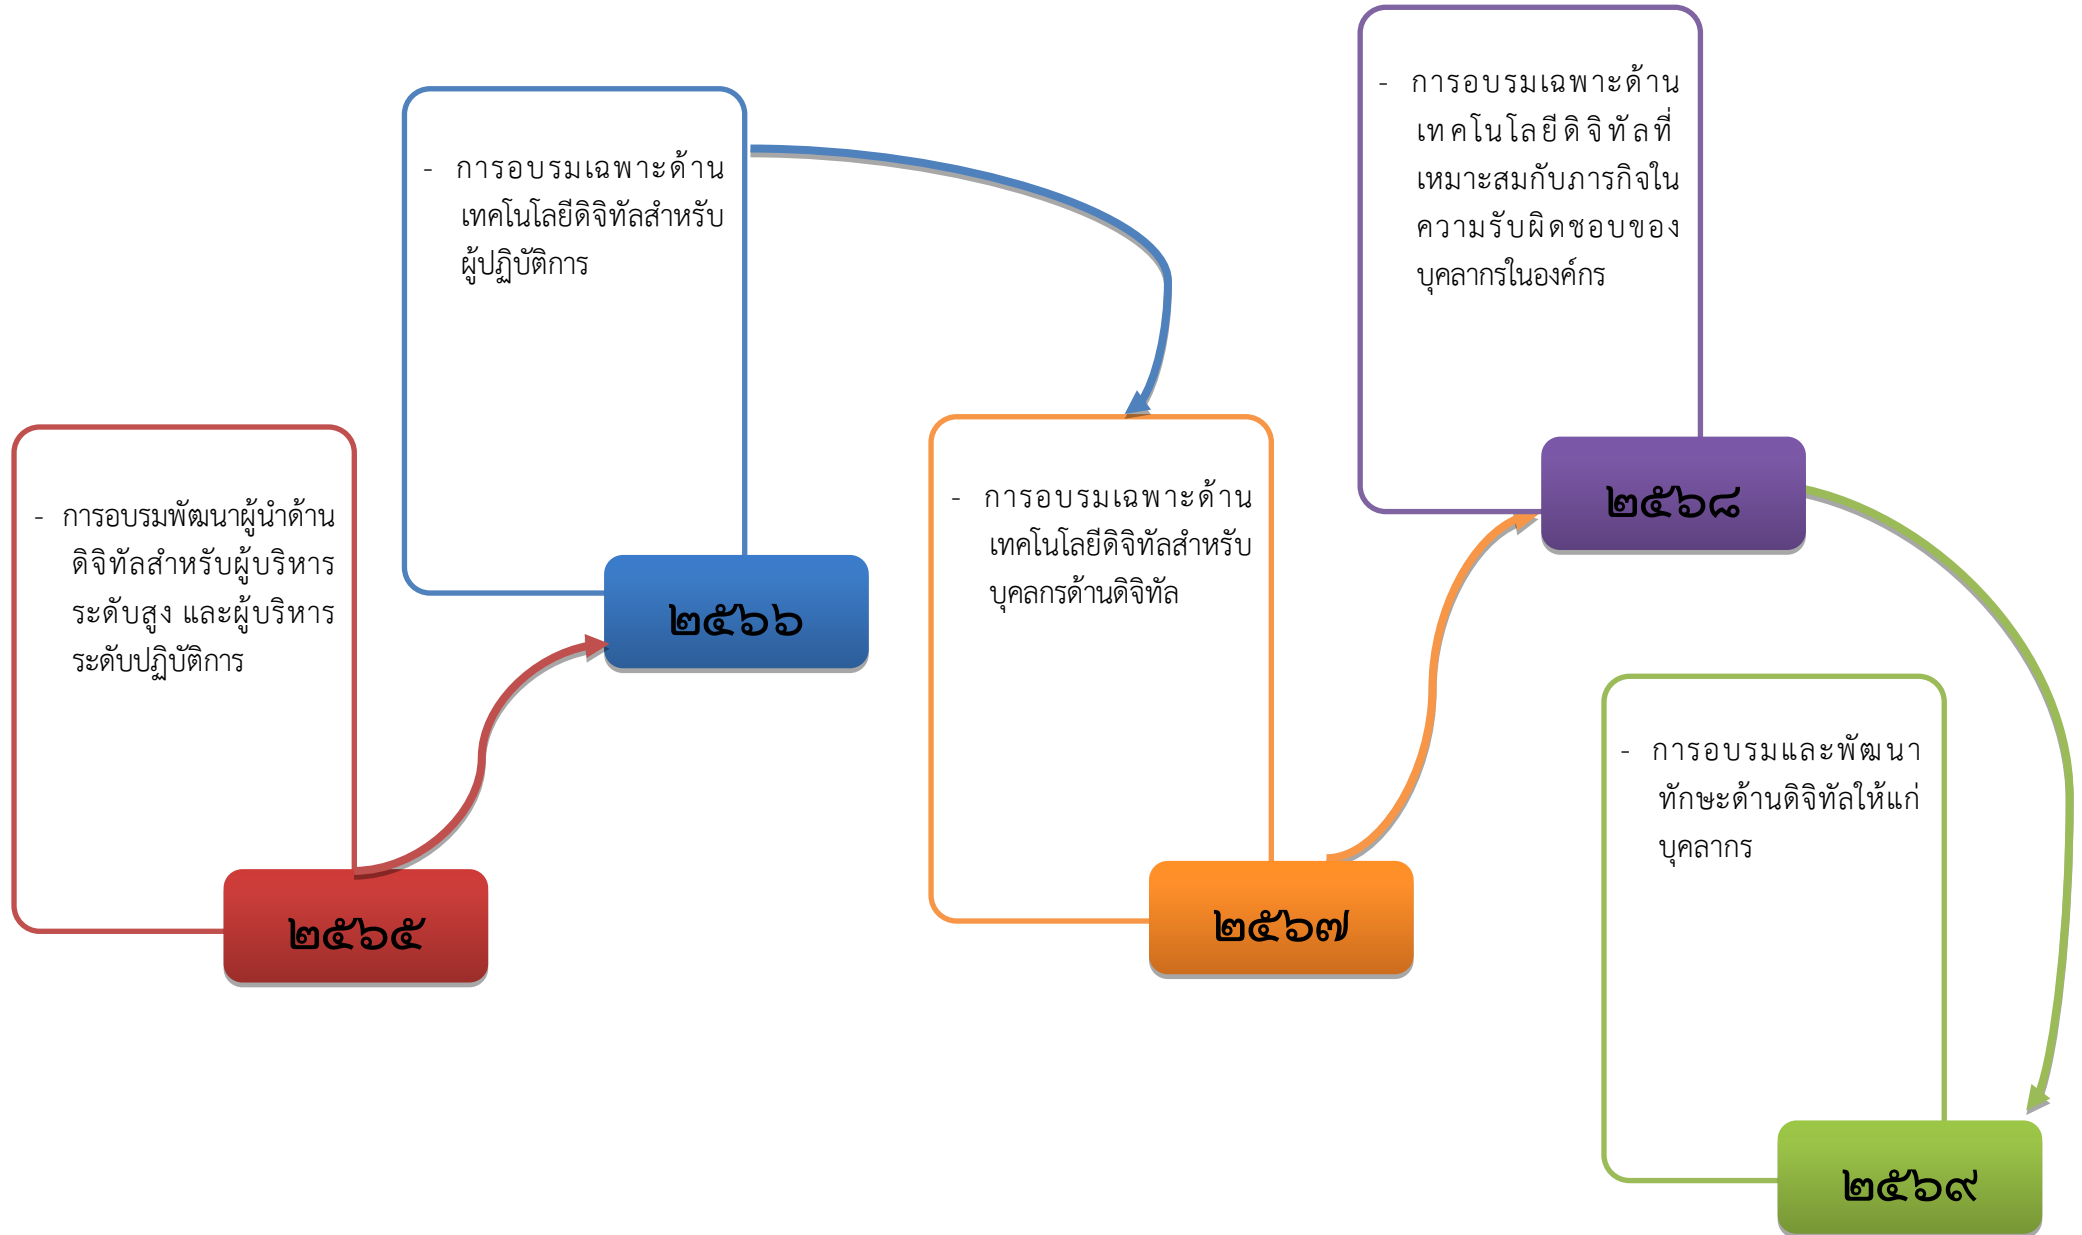 - การอบรมพัฒนาผู้นำด้าน
ดิจิทัลสำหรับผู้บริหาร
ระดับสูง และผู้บริหาร
ระดับปฏิบัติการ
๒๕๖๕
- การอบรมเฉพาะด้าน
เทคโนโลยีดิจิทัลสำหรับ
ผู้ปฏิบัติการ
๒๕๖๖
- การอบรมเฉพาะด้าน
เทคโนโลยีดิจิทัลสำหรับ
บุคลกรด้านดิจิทัล
๒๕๖๗
- การอบรมเฉพาะด้าน
เทคโนโลยีดิจิทัลที่
เหมาะสมกับภารกิจใน
ความรับผิดชอบของ
บุคลากรในองค์กร
๒๕๖๘
- การอบรมและพัฒนา
ทักษะด้านดิจิทัลให้แก่
บุคลากร
๒๕๖๙